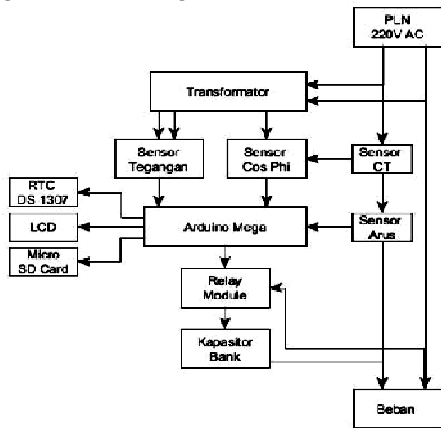 PLN
220V AC
Transformator
Sensor
Tegangan
Sensor
Cos Phi
Sensor
CT
RTC
DS 1307
LCD
Micro
SD Card
Arduino Mega
Sensor
Arus
Relay
Module
Kapasitor
Bank
Beban